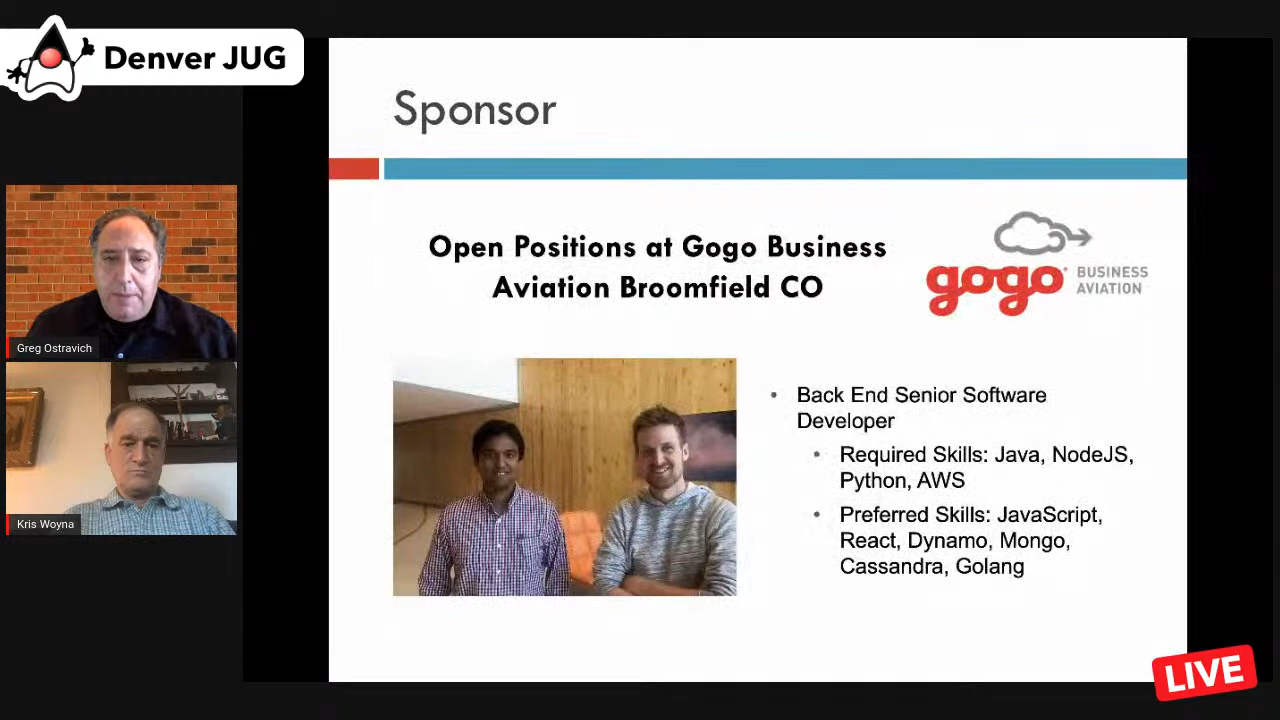 Denver JUG
Sponsor
Open Positions at Gogo Business
Aviation Broomfield CO
gogo BUSINESS
AVIATION
Greg Ostravich
Kris Woyna
• Back End Senior Software
Developer
• Required Skills: Java, NodeJS,
Python, AWS
• Preferred Skills: JavaScript,
React, Dynamo, Mongo,
Cassandra, Golang
LIVE